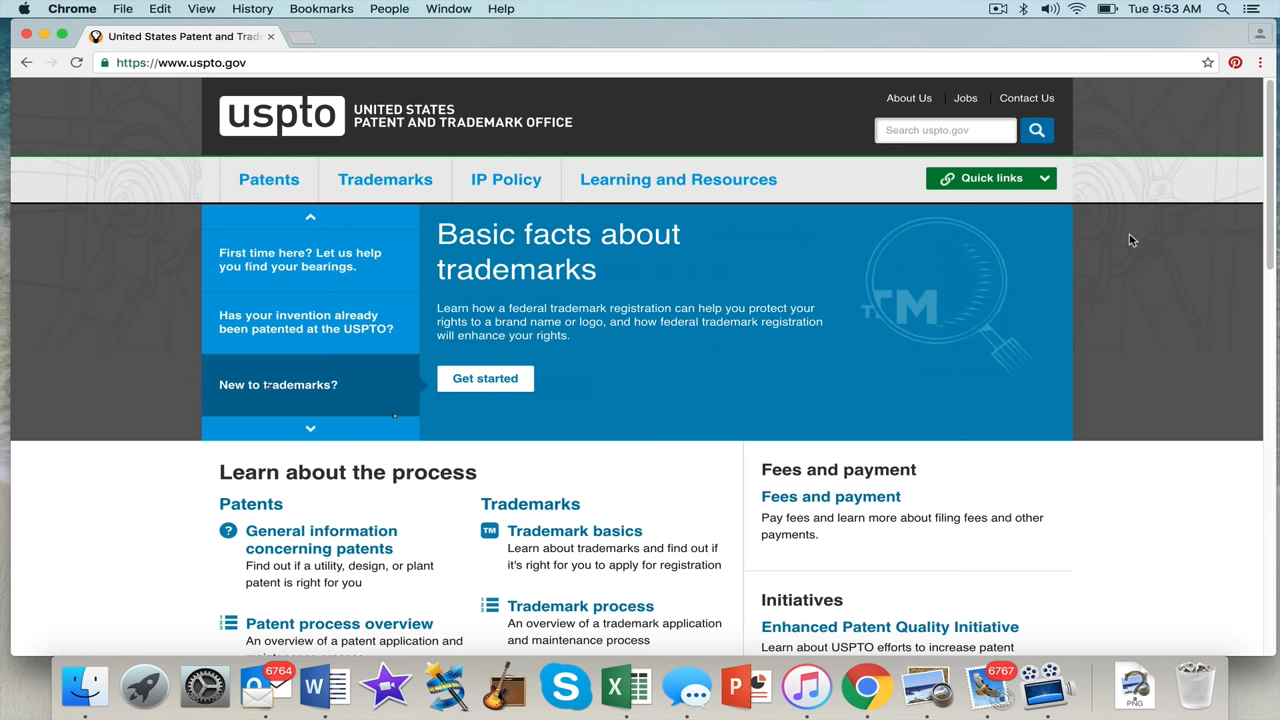 Chrome File Edit View History Bookmarks People Window Help Tue 9:53 AM
United States Patent and Trade
https://www.uspto.gov
About Us Jobs Contact Us
uspto UNITED STATES
PATENT AND TRADEMARK OFFICE
Search uspto.gov
Patents Trademarks IP Policy Learning and Resources Quick links
First time here? Let us help
you find your bearings.
Has your invention already
been patented at the USPTO?
New to trademarks?
Basic facts about
trademarks
Learn how a federal trademark registration can help you protect your
rights to a brand name or logo, and how federal trademark registration
will enhance your rights.
Get started
TM
Learn about the process
Patents
? General information
concerning patents
Find out if a utility, design, or plant
patent is right for you
Patent process overview
An overview of a patent application and
Trademarks
TM Trademark basics
Learn about trademarks and find out if
it's right for you to apply for registration
Trademark process
An overview of a trademark application
and maintenance process
Fees and payment
Fees and payment
Pay fees and learn more about filing fees and other
payments.
Initiatives
Enhanced Patent Quality Initiative
Learn about USPTO efforts to increase patent
6764
6767
PNG